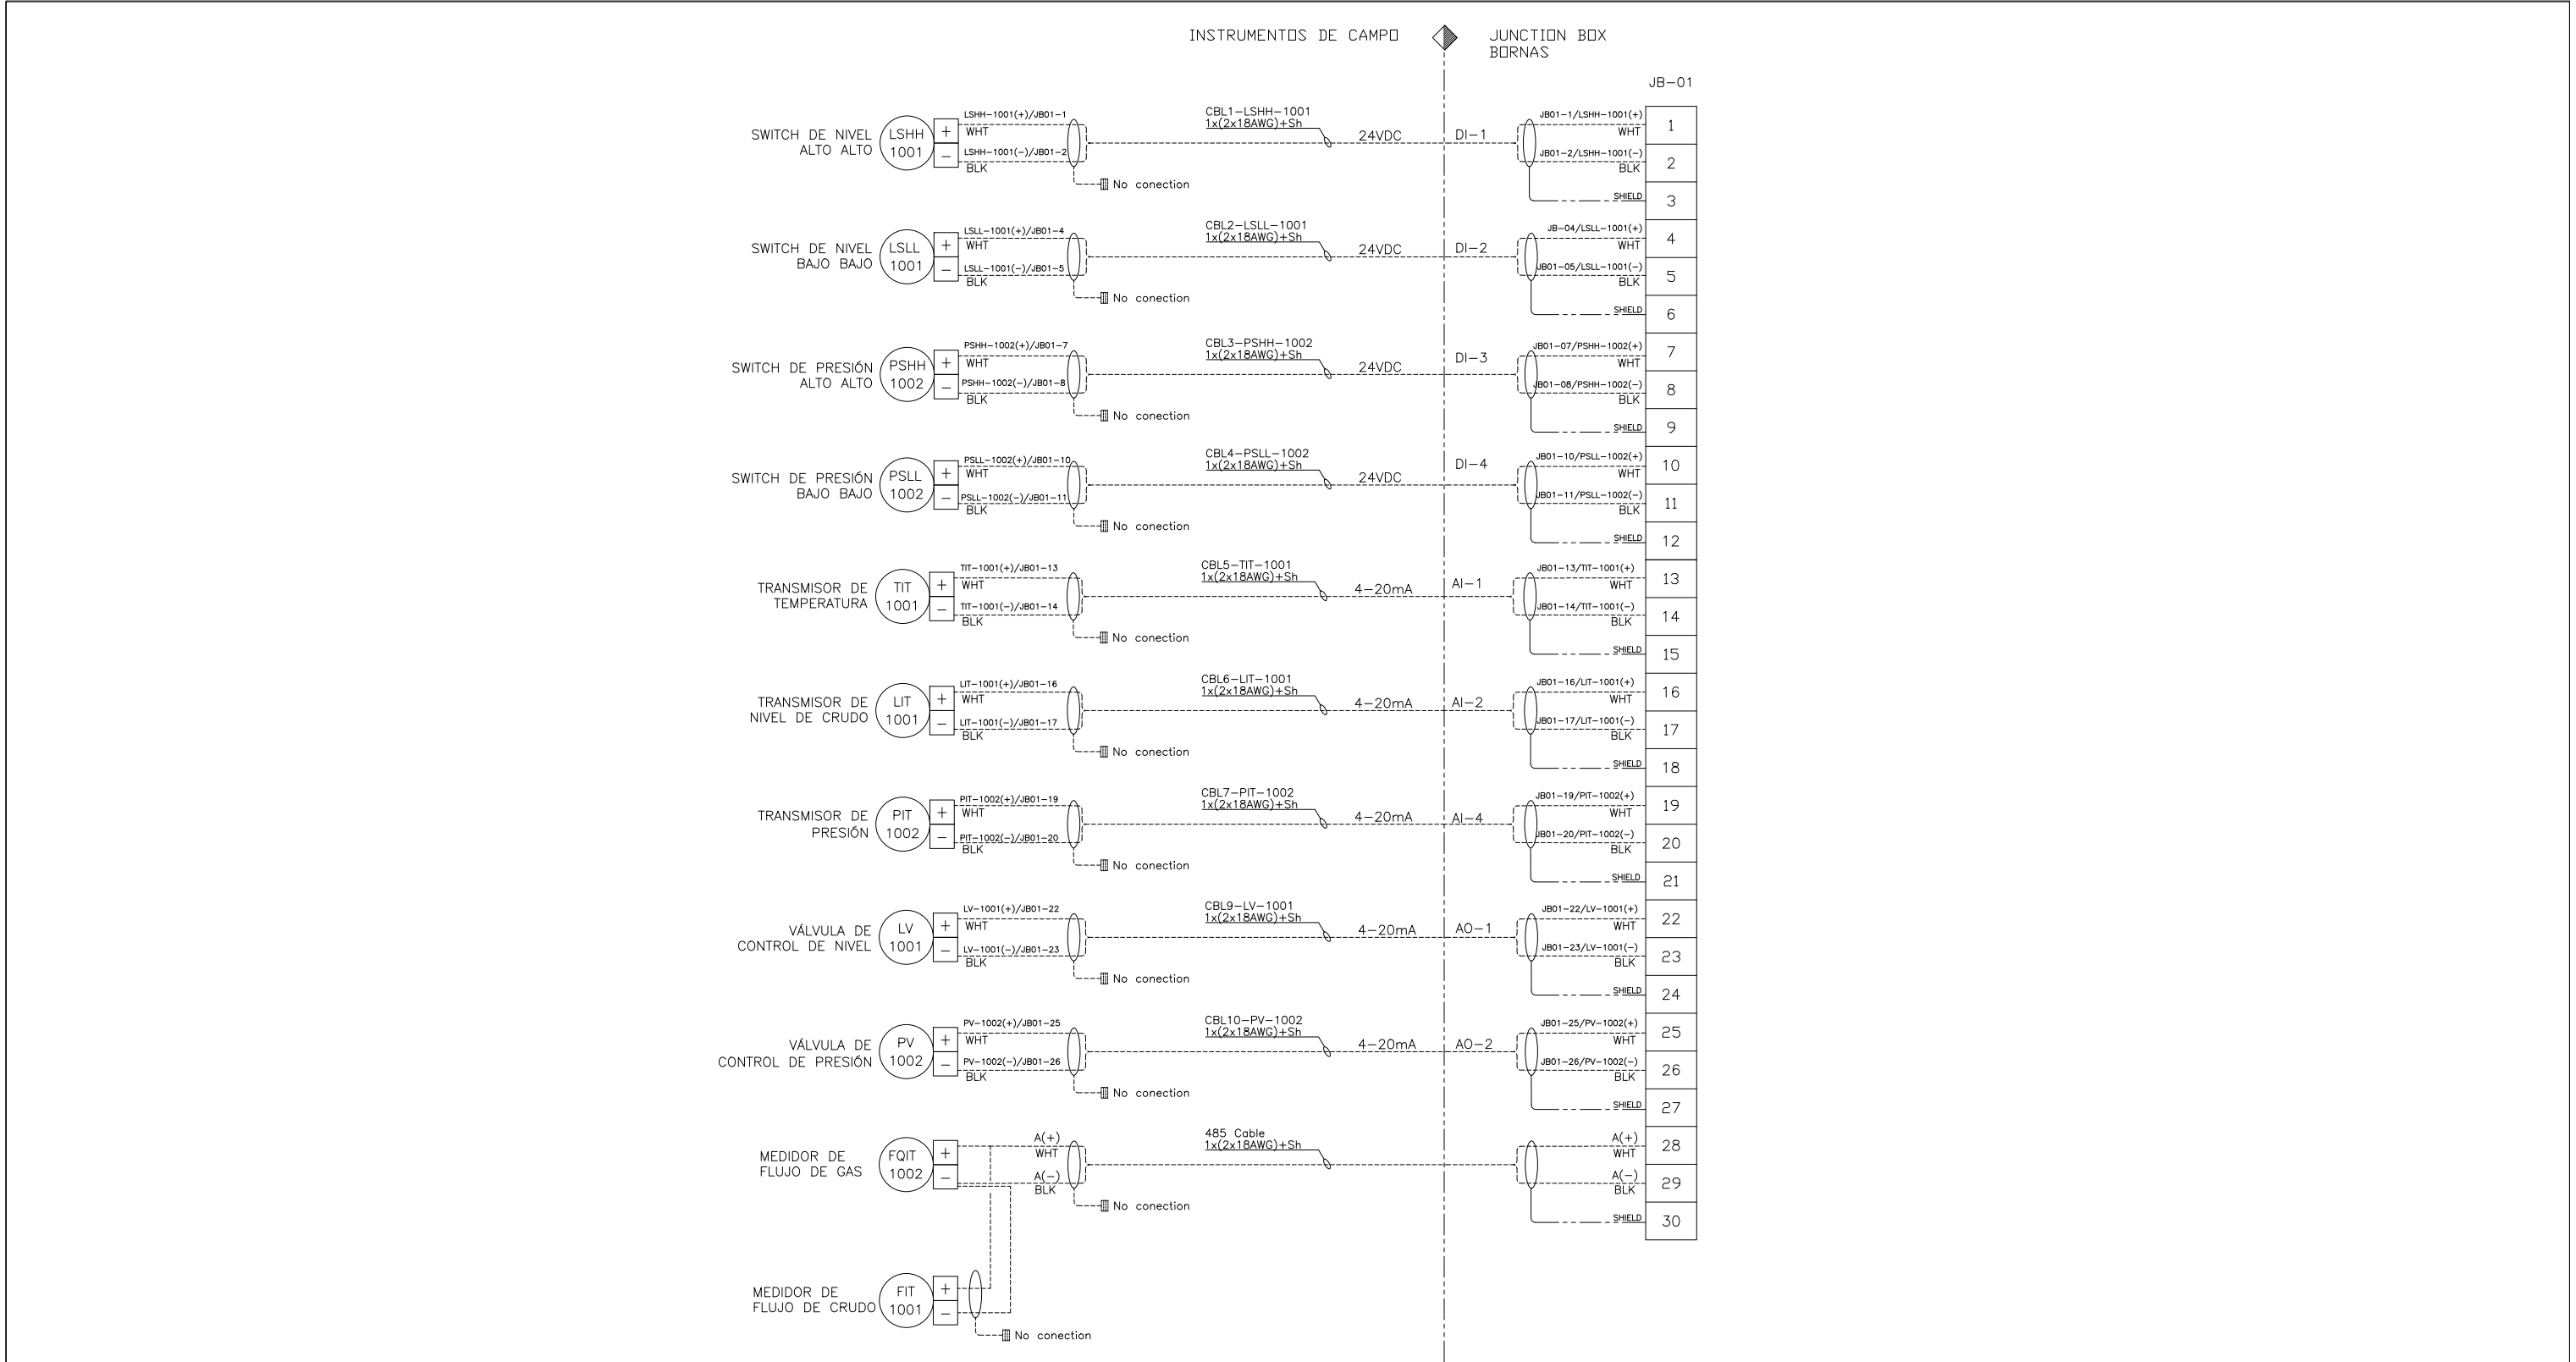 INSTRUMENTOS DE CAMPO
JUNCTION BOX
BORNAS
JB-01
SWITCH DE NIVEL
ALTO ALTO
LSHH
1001
+
-
LSHH-1001(+)/JB01-1
WHT
LSHH-1001(-)/JB01-2
BLK
No conection
CBL1-LSHH-1001
1x(2x18AWG)+Sh
24VDC
DI-1
JB01-1/LSHH-1001(+)
WHT
JB01-2/LSHH-1001(-)
BLK
SHIELD
1
2
3
SWITCH DE NIVEL
BAJO BAJO
LSLL
1001
+
-
LSLL-1001(+)/JB01-4
WHT
LSLL-1001(-)/JB01-5
BLK
No conection
CBL2-LSLL-1001
1x(2x18AWG)+Sh
24VDC
DI-2
JB-04/LSLL-1001(+)
WHT
JB01-05/LSLL-1001(-)
BLK
SHIELD
4
5
6
SWITCH DE PRESIÓN
ALTO ALTO
PSHH
1002
+
-
PSHH-1002(+)/JB01-7
WHT
PSHH-1002(-)/JB01-8
BLK
No conection
CBL3-PSHH-1002
1x(2x18AWG)+Sh
24VDC
DI-3
JB01-07/PSHH-1002(+)
WHT
JB01-08/PSHH-1002(-)
BLK
SHIELD
7
8
9
SWITCH DE PRESIÓN
BAJO BAJO
PSLL
1002
+
-
PSLL-1002(+)/JB01-10
WHT
PSLL-1002(-)/JB01-11
BLK
No conection
CBL4-PSLL-1002
1x(2x18AWG)+Sh
24VDC
DI-4
JB01-10/PSLL-1002(+)
WHT
JB01-11/PSLL-1002(-)
BLK
SHIELD
10
11
12
TRANSMISOR DE
TEMPERATURA
TIT
1001
+
-
TIT-1001(+)/JB01-13
WHT
TIT-1001(-)/JB01-14
BLK
No conection
CBL5-TIT-1001
1x(2x18AWG)+Sh
4-20mA
AI-1
JB01-13/TIT-1001(+)
WHT
JB01-14/TIT-1001(-)
BLK
SHIELD
13
14
15
TRANSMISOR DE
NIVEL DE CRUDO
LIT
1001
+
-
LIT-1001(+)/JB01-16
WHT
LIT-1001(-)/JB01-17
BLK
No conection
CBL6-LIT-1001
1x(2x18AWG)+Sh
4-20mA
AI-2
JB01-16/LIT-1001(+)
WHT
JB01-17/LIT-1001(-)
BLK
SHIELD
16
17
18
TRANSMISOR DE
PRESIÓN
PIT
1002
+
-
PIT-1002(+)/JB01-19
WHT
PIT-1002(-)/JB01-20
BLK
No conection
CBL7-PIT-1002
1x(2x18AWG)+Sh
4-20mA
AI-4
JB01-19/PIT-1002(+)
WHT
JB01-20/PIT-1002(-)
BLK
SHIELD
19
20
21
VÁLVULA DE
CONTROL DE NIVEL
LV
1001
+
-
LV-1001(+)/JB01-22
WHT
LV-1001(-)/JB01-23
BLK
No conection
CBL9-LV-1001
1x(2x18AWG)+Sh
4-20mA
AO-1
JB01-22/LV-1001(+)
WHT
JB01-23/LV-1001(-)
BLK
SHIELD
22
23
24
VÁLVULA DE
CONTROL DE PRESIÓN
PV
1002
+
-
PV-1002(+)/JB01-25
WHT
PV-1002(-)/JB01-26
BLK
No conection
CBL10-PV-1002
1x(2x18AWG)+Sh
4-20mA
AO-2
JB01-25/PV-1002(+)
WHT
JB01-26/PV-1002(-)
BLK
SHIELD
25
26
27
MEDIDOR DE
FLUJO DE GAS
FQIT
1002
+
-
A(+)
WHT
A(-)
BLK
No conection
485 Cable
1x(2x18AWG)+Sh
A(+)
WHT
A(-)
BLK
SHIELD
28
29
30
MEDIDOR DE
FLUJO DE CRUDO
FIT
1001
+
-
No conection